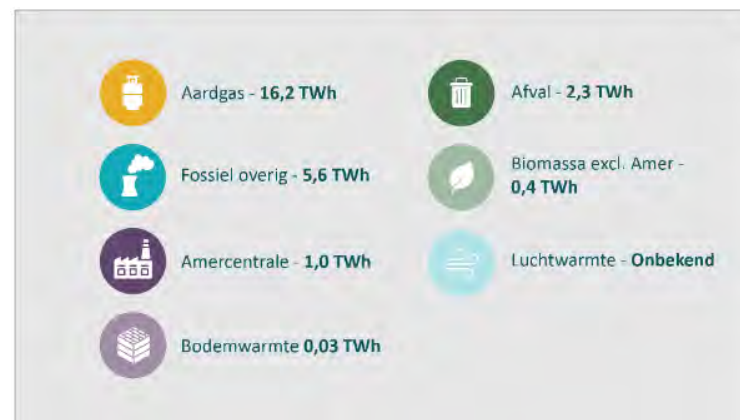 Aardgas - 16,2 TWh
Fossiel overig - 5,6 TWh
Amercentrale - 1,0 TWh
Bodemwarmte 0,03 TWh
Afval - 2,3 TWh
Biomassa excl. Amer -
0,4 TWh
Luchtwarmte - Onbekend